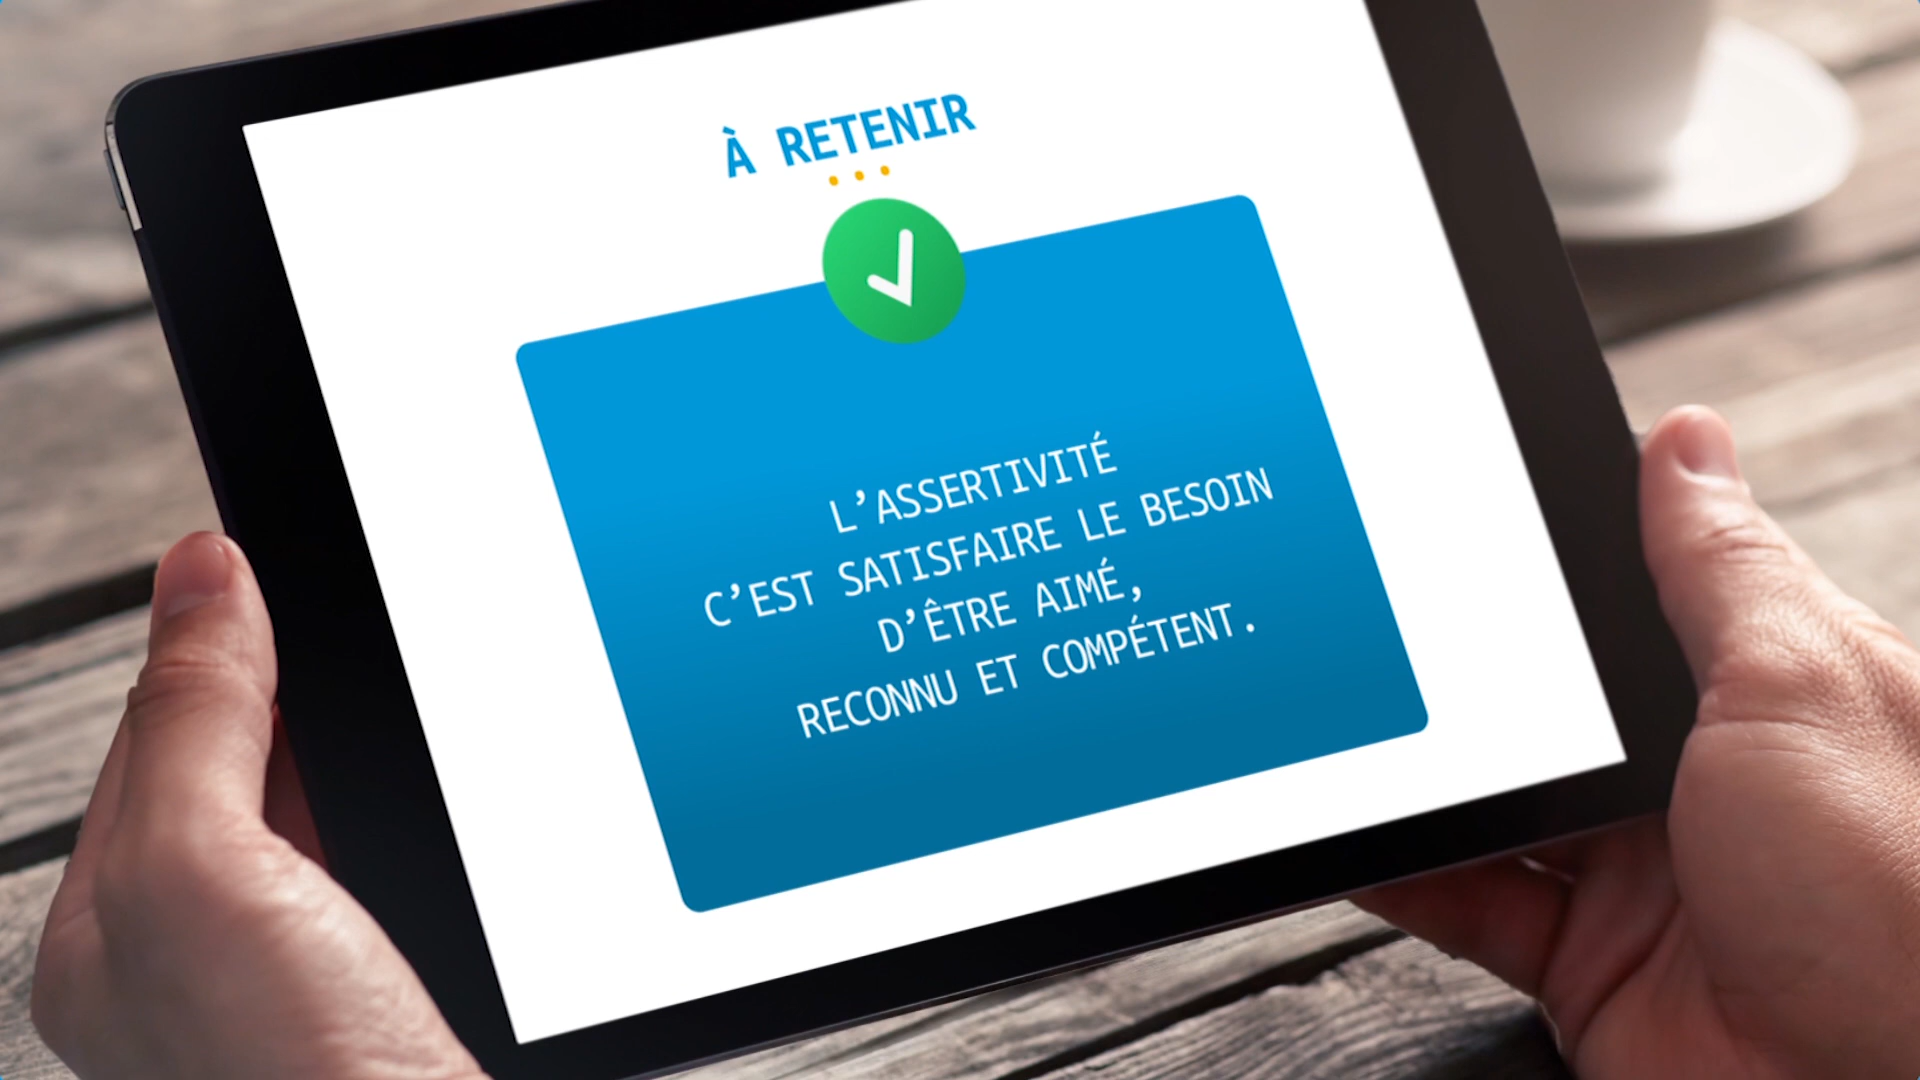 À RETENIR
L’ASSERTIVITÉ
C’EST SATISFAIRE LE BESOIN
D’ÊTRE AIMÉ,
RECONNU ET COMPÉTENT.